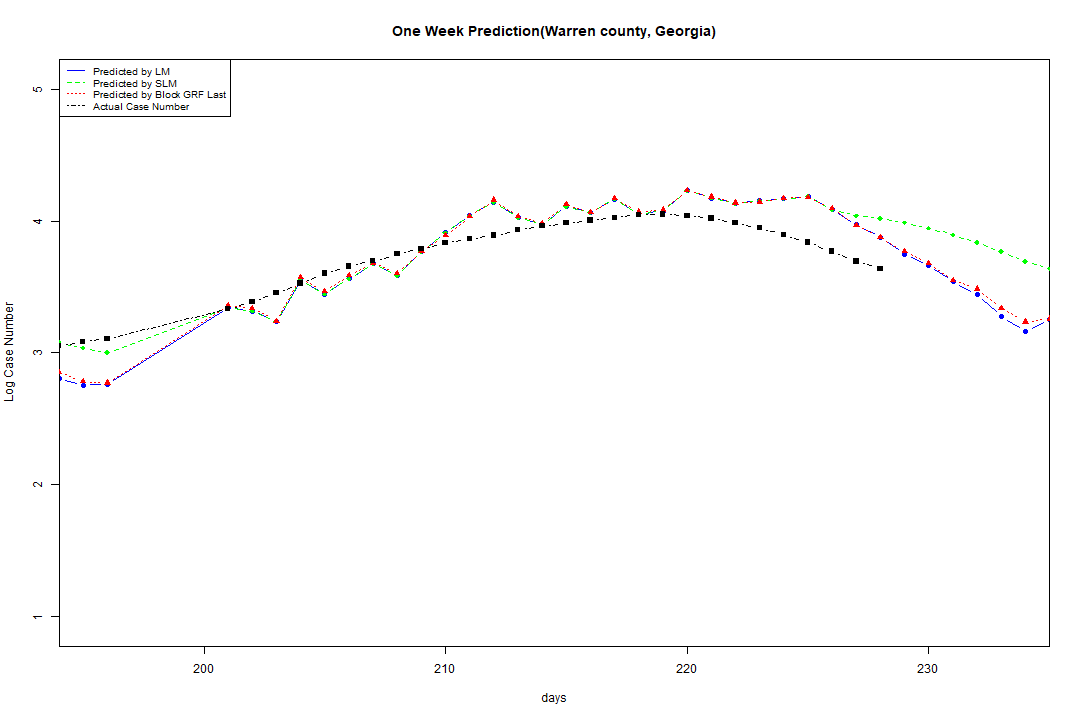 One Week Prediction(Warren county, Georgia)
Predicted by LM
Predicted by SLM
Predicted by Block GRF Last
Actual Case Number
5
4
3
2
1
Log Case Number
200 210 220 230
days